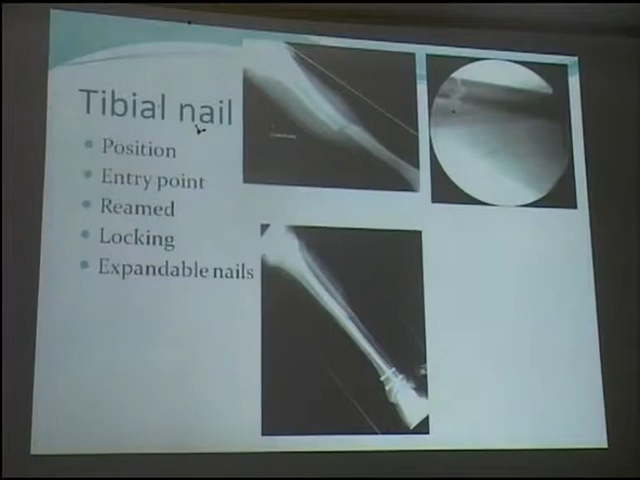 Tibial nail
Position
Entry point
Reamed
Locking
Expandable nails